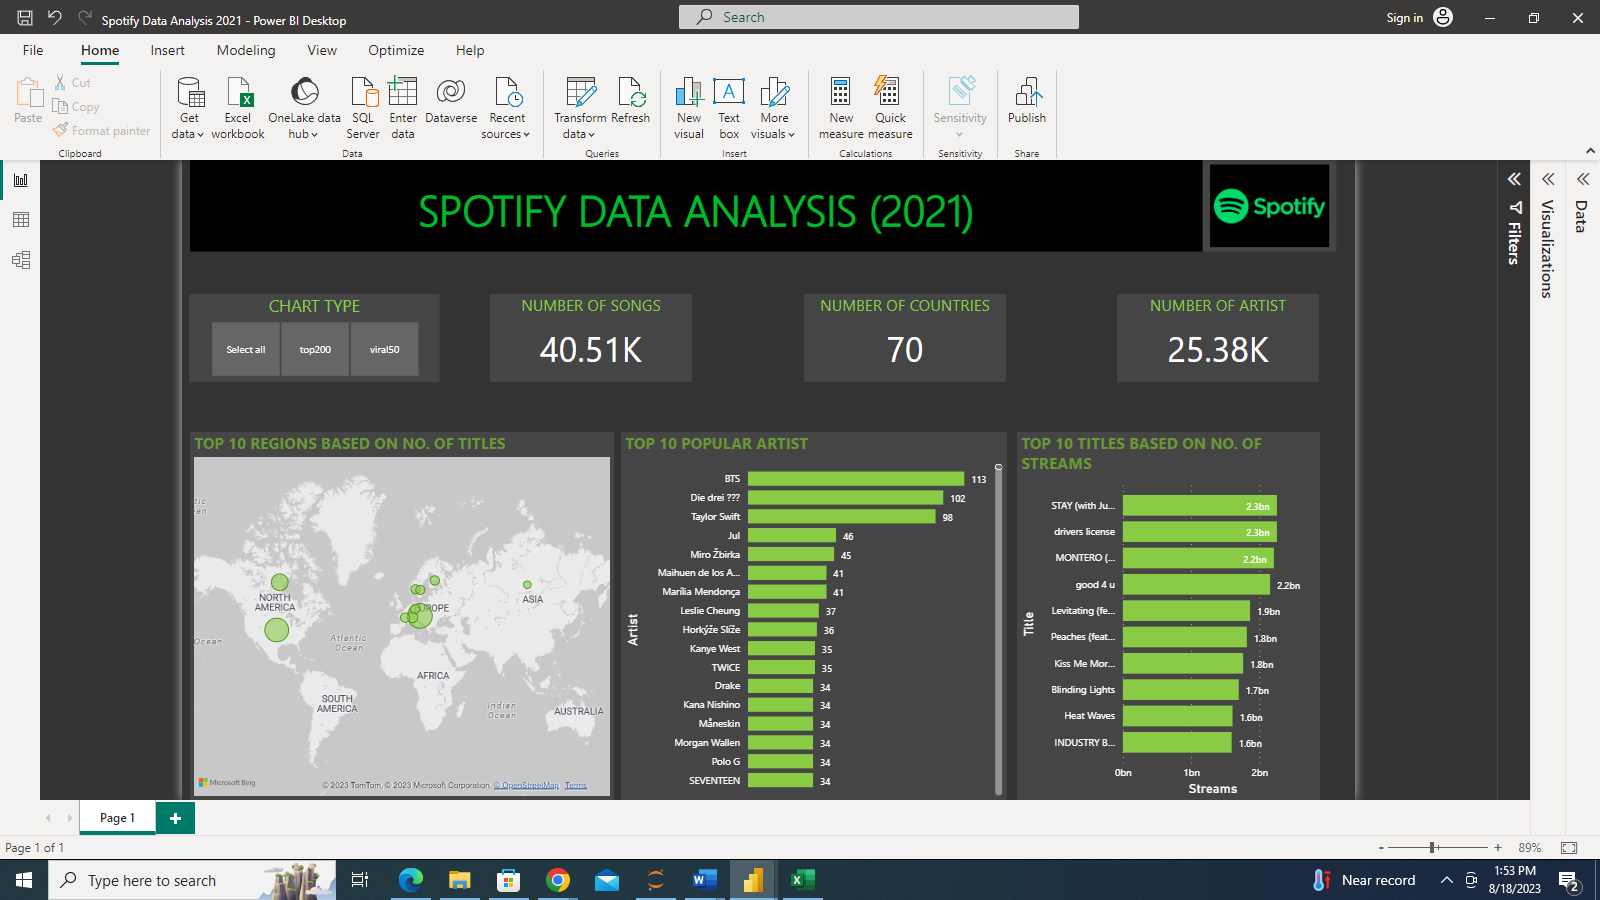 Spotify Data Analysis 2021 - Power BI Desktop
Search
Sign in
File Home Insert Modeling View Optimize Help
Paste
Cut
Copy
Format painter
Clipboard
Get data
Excel workbook
OneLake data hub
SQL Server
Enter data
Dataverse
Recent sources
Data
Transform data
Refresh
Queries
New visual
Text box
A
More visuals
Insert
New measure
Quick measure
Calculations
Sensitivity
Sensitivity
Publish
Share
SPOTIFY DATA ANALYSIS (2021)
Spotify
Filters
Visualizations
Data
CHART TYPE
Select all top200 viral50
NUMBER OF SONGS
40.51K
NUMBER OF COUNTRIES
70
NUMBER OF ARTIST
25.38K
TOP 10 REGIONS BASED ON NO. OF TITLES
tic
an
NORTH
AMERICA
Ocean
Atlantic
Ocean
ROPE
ASIA
AFRICA
SOUTH
AMERICA
Indian
Ocean
AUSTRALIA
Microsoft Bing
© 2023 TomTom, © 2023 Microsoft Corporation, © OpenStreetMap Terms
TOP 10 POPULAR ARTIST
Artist
BTS 113
Die drei ??? 102
Taylor Swift 98
Jul 46
Miro Žbirka 45
Maihuen de los A... 41
Marília Mendonça 41
Leslie Cheung 37
Horkýže Slíže 36
Kanye West 35
TWICE 35
Drake 34
Kana Nishino 34
Måneskin 34
Morgan Wallen 34
Polo G 34
SEVENTEEN 34
TOP 10 TITLES BASED ON NO. OF
STREAMS
Title
STAY (with Ju... 2.3bn
drivers license 2.3bn
MONTERO (... 2.2bn
good 4 u 2.2bn
Levitating (fe... 1.9bn
Peaches (feat... 1.8bn
Kiss Me Mor... 1.8bn
Blinding Lights 1.7bn
Heat Waves 1.6bn
INDUSTRY B... 1.6bn
0bn 1bn 2bn
Streams
Page 1
+
Page 1 of 1
- + 89%
Type here to search
W
X
Near record
1:53 PM
8/18/2023
2